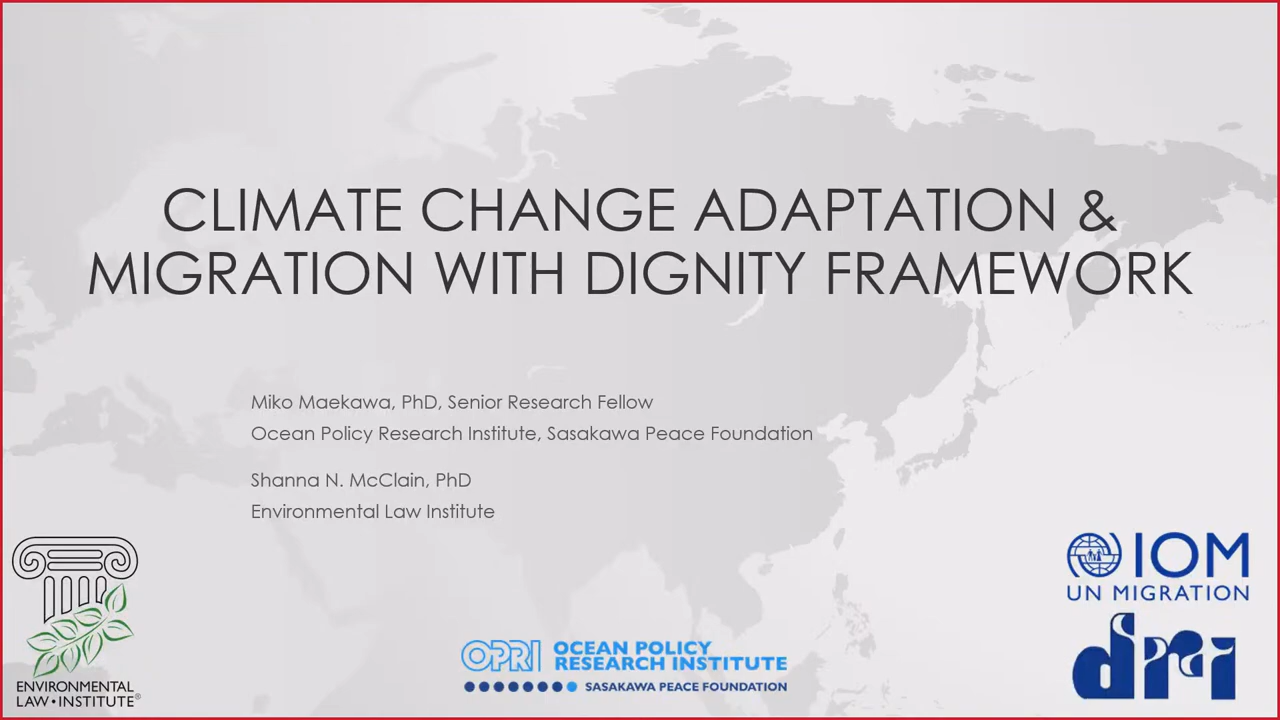 CLIMATE CHANGE ADAPTATION &
MIGRATION WITH DIGNITY FRAMEWORK
Miko Maekawa, PhD, Senior Research Fellow
Ocean Policy Research Institute, Sasakawa Peace Foundation
Shanna N. McClain, PhD
Environmental Law Institute
ENVIRONMENTAL
LAW•INSTITUTE®
OPRI OCEAN POLICY
RESEARCH INSTITUTE
SASAKAWA PEACE FOUNDATION
IOM
UN MIGRATION
dpri